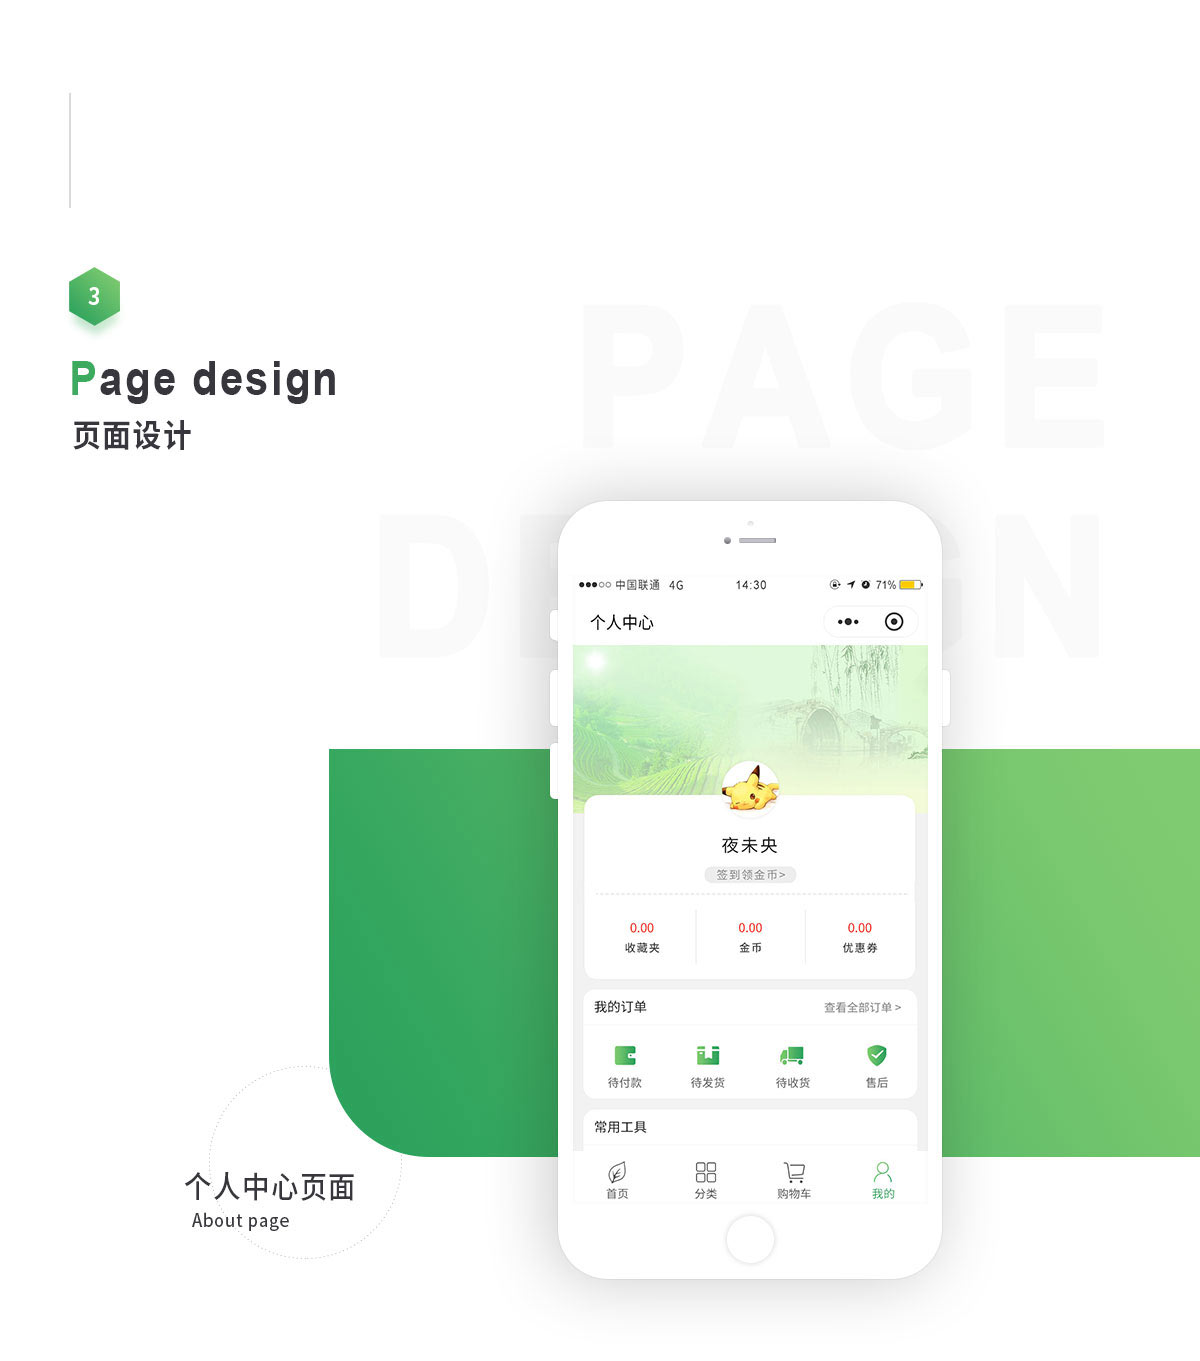 3
PAGE
Page design
页面设计
DE GN
中国联通 4G 14:30 71%
个人中心
夜未央
签到领金币>
0.00 0.00 0.00
收藏夹 金币 优惠券
我的订单 查看全部订单 >
待付款 待发货 待收货 售后
常用工具
首页 分类 购物车 我的
个人中心页面
About page